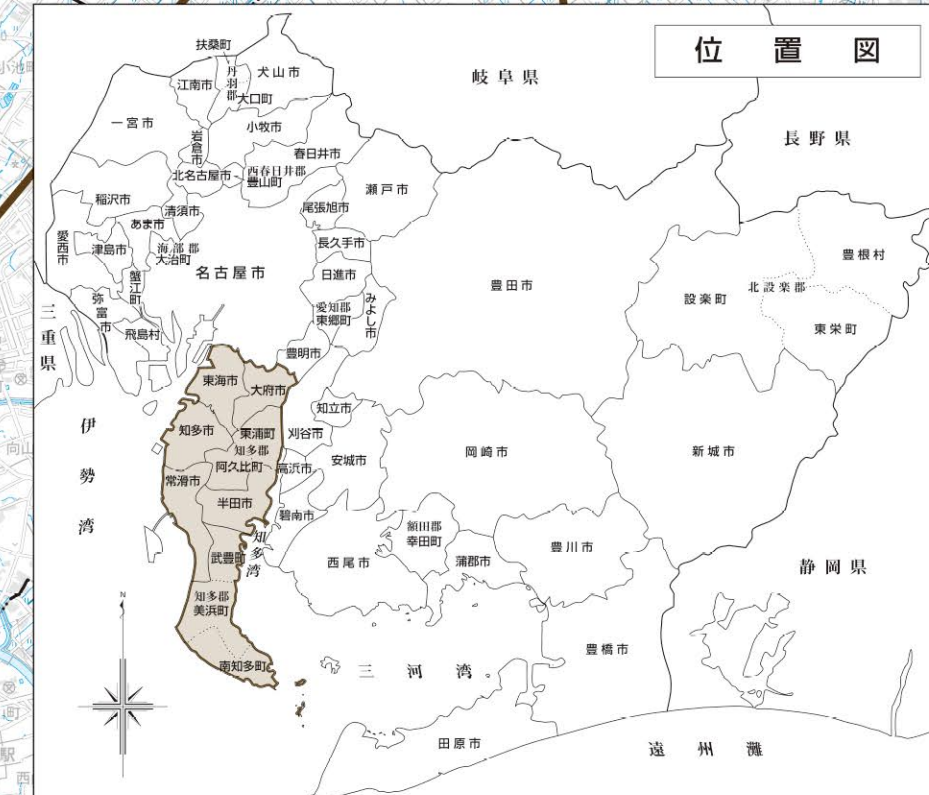 位置図
扶桑町
丹羽郡
犬山市
江南市
大口町
岐阜県
一宮市
小牧市
岩倉市
春日井市
長野県
北名古屋市
西春日井郡
豊山町
瀬戸市
稲沢市
清須市
尾張旭市
あま市
愛西市
津島市
海部郡
大治町
長久手市
名古屋市
日進市
豊田市
豊根村
北設楽郡
設楽町
蟹江町
弥富市
愛知郡
東郷町
みよし市
東栄町
飛島村
三重県
豊明市
東海市
大府市
知立市
知多市
東浦町
刈谷市
伊勢湾
岡崎市
新城市
知多郡
阿久比町
高浜市
安城市
常滑市
半田市
碧南市
額田郡
幸田町
豊川市
知多湾
武豊町
西尾市
蒲郡市
静岡県
知多郡
美浜町
N
豊橋市
南知多町
三河湾
田原市
遠州灘
小池町
向山
町
駅
西